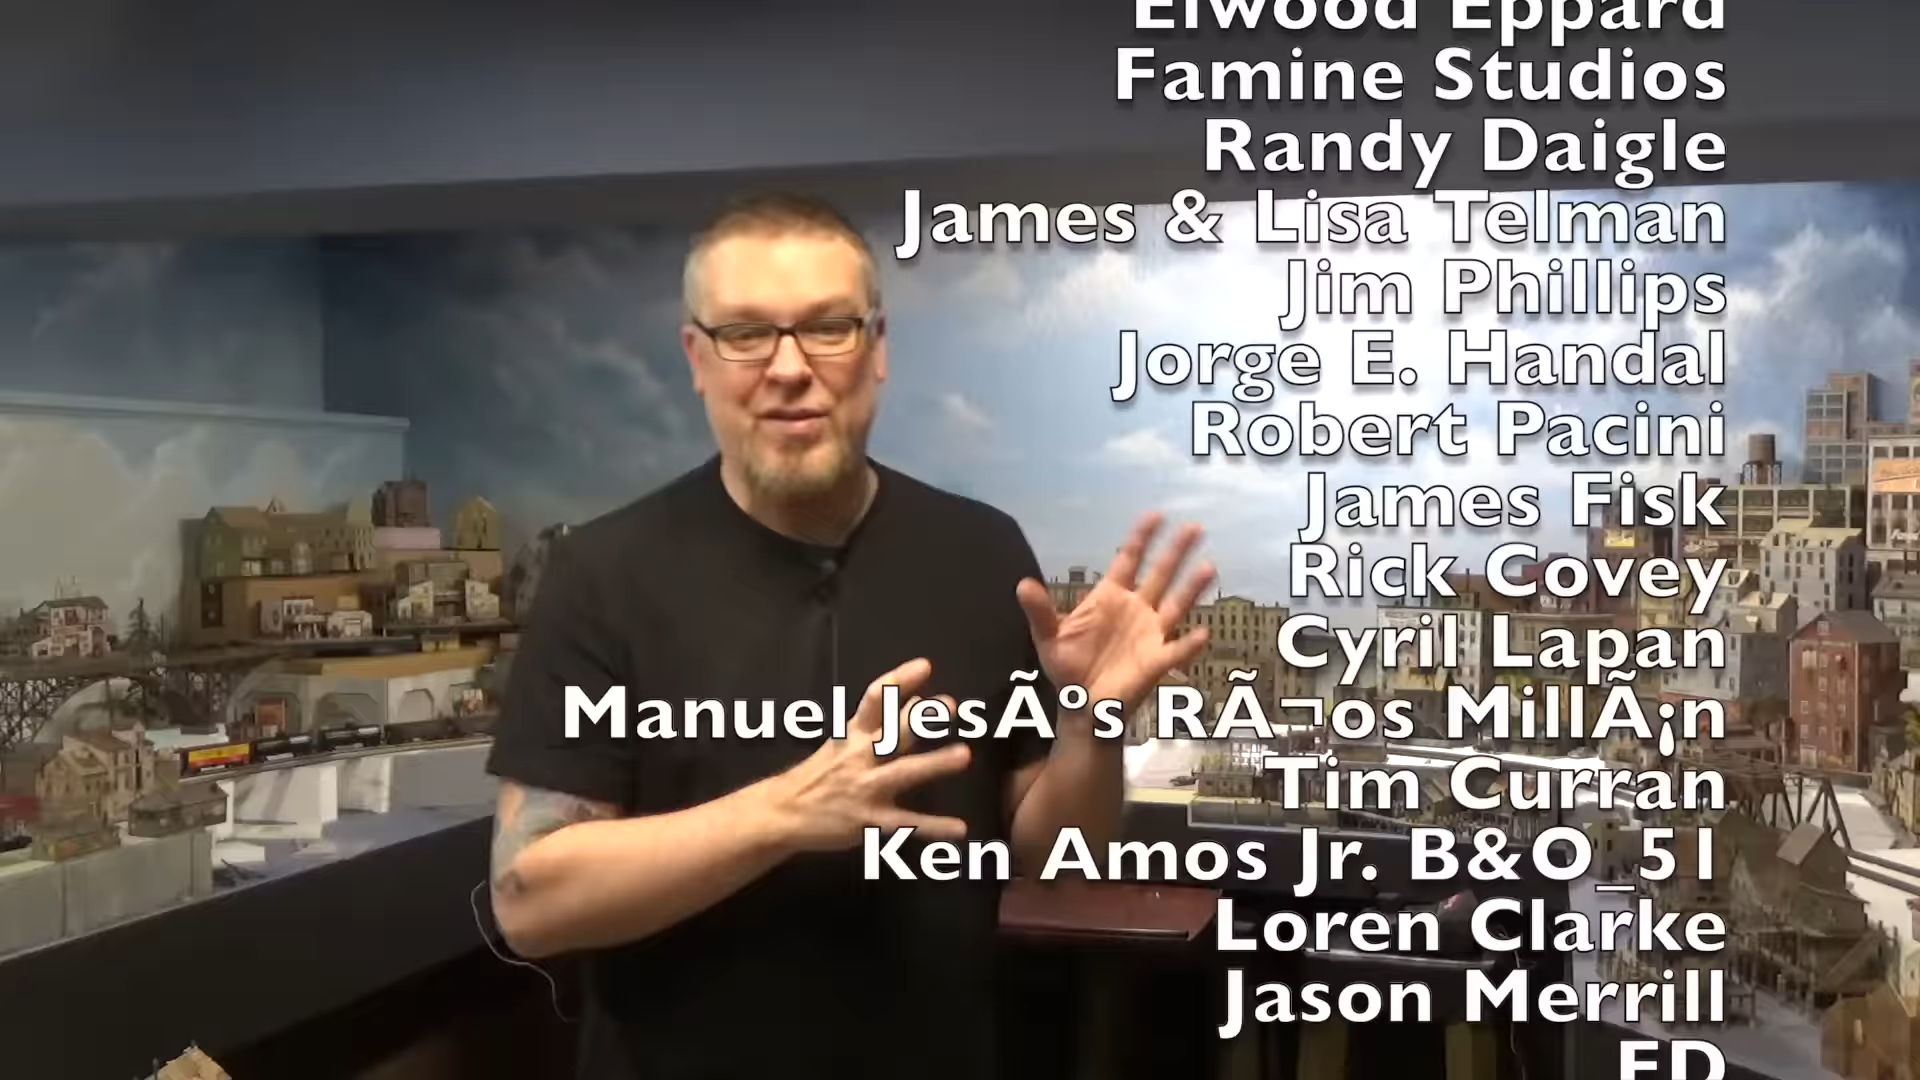 Elwood Eppard
Famine Studios
Randy Daigle
James & Lisa Telman
Jim Phillips
Jorge E. Handal
Robert Pacini
James Fisk
Rick Covey
Cyril Lapan
Manuel JesÃºs RÃ¬os MillÃ¡n
Tim Curran
Ken Amos Jr. B&O_51
Loren Clarke
Jason Merrill
ED